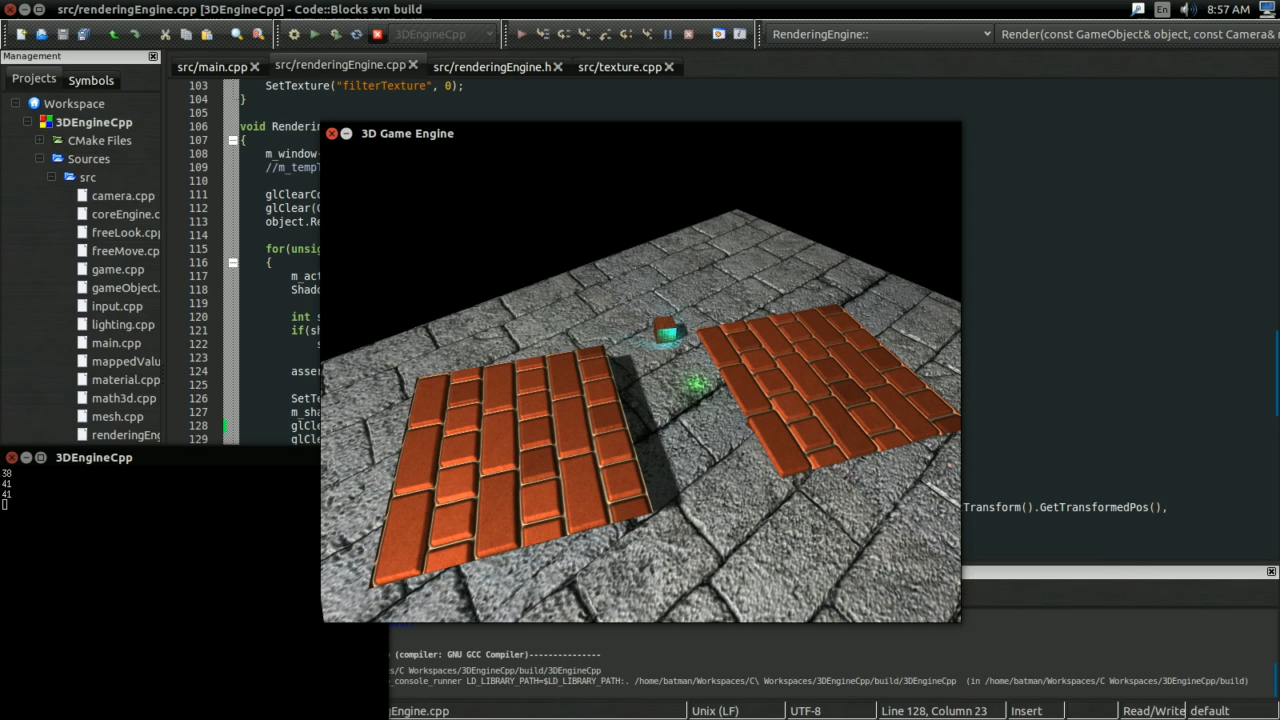 src/renderingEngine.cpp [3DEngineCpp] - Code::Blocks svn build
En
8:57 AM
3DEngineCpp
RenderingEngine::
Render(const GameObject& object, const Camera& m
Management
Projects
Symbols
src/main.cpp
src/renderingEngine.cpp
src/renderingEngine.h
src/texture.cpp
Workspace
3DEngineCpp
CMake Files
Sources
src
camera.cpp
coreEngine.c
freeLook.cpp
freeMove.cp
game.cpp
gameObject.
input.cpp
lighting.cpp
main.cpp
mappedValu
material.cpp
math3d.cpp
mesh.cpp
renderingEng
103 SetTexture("filterTexture", 0);
104 }
105
106 void Renderin
107 {
108 m_window-
109 //m_temp
110
111 glClearCo
112 glClear(
113 object.Re
114
115 for(unsig
116 {
117 m_act
118 Shado
119
120 int s
121 if(sh
122 s
123
124 asser
125
126 SetTe
127 m_sha
128 glCle
129 glCle
3D Game Engine
Transform().GetTransformedPos(),
3DEngineCpp
38
41
41
(compiler: GNU GCC Compiler)---------------
s/C Workspaces/3DEngineCpp/build/3DEngineCpp
_console_runner LD_LIBRARY_PATH=$LD_LIBRARY_PATH:. /home/batman/Workspaces/C\ Workspaces/3DEngineCpp/build/3DEngineCpp (in /home/batman/Workspaces/C Workspaces/3DEngineCpp/build)
Engine.cpp
Unix (LF)
UTF-8
Line 128, Column 23
Insert
Read/Write
default